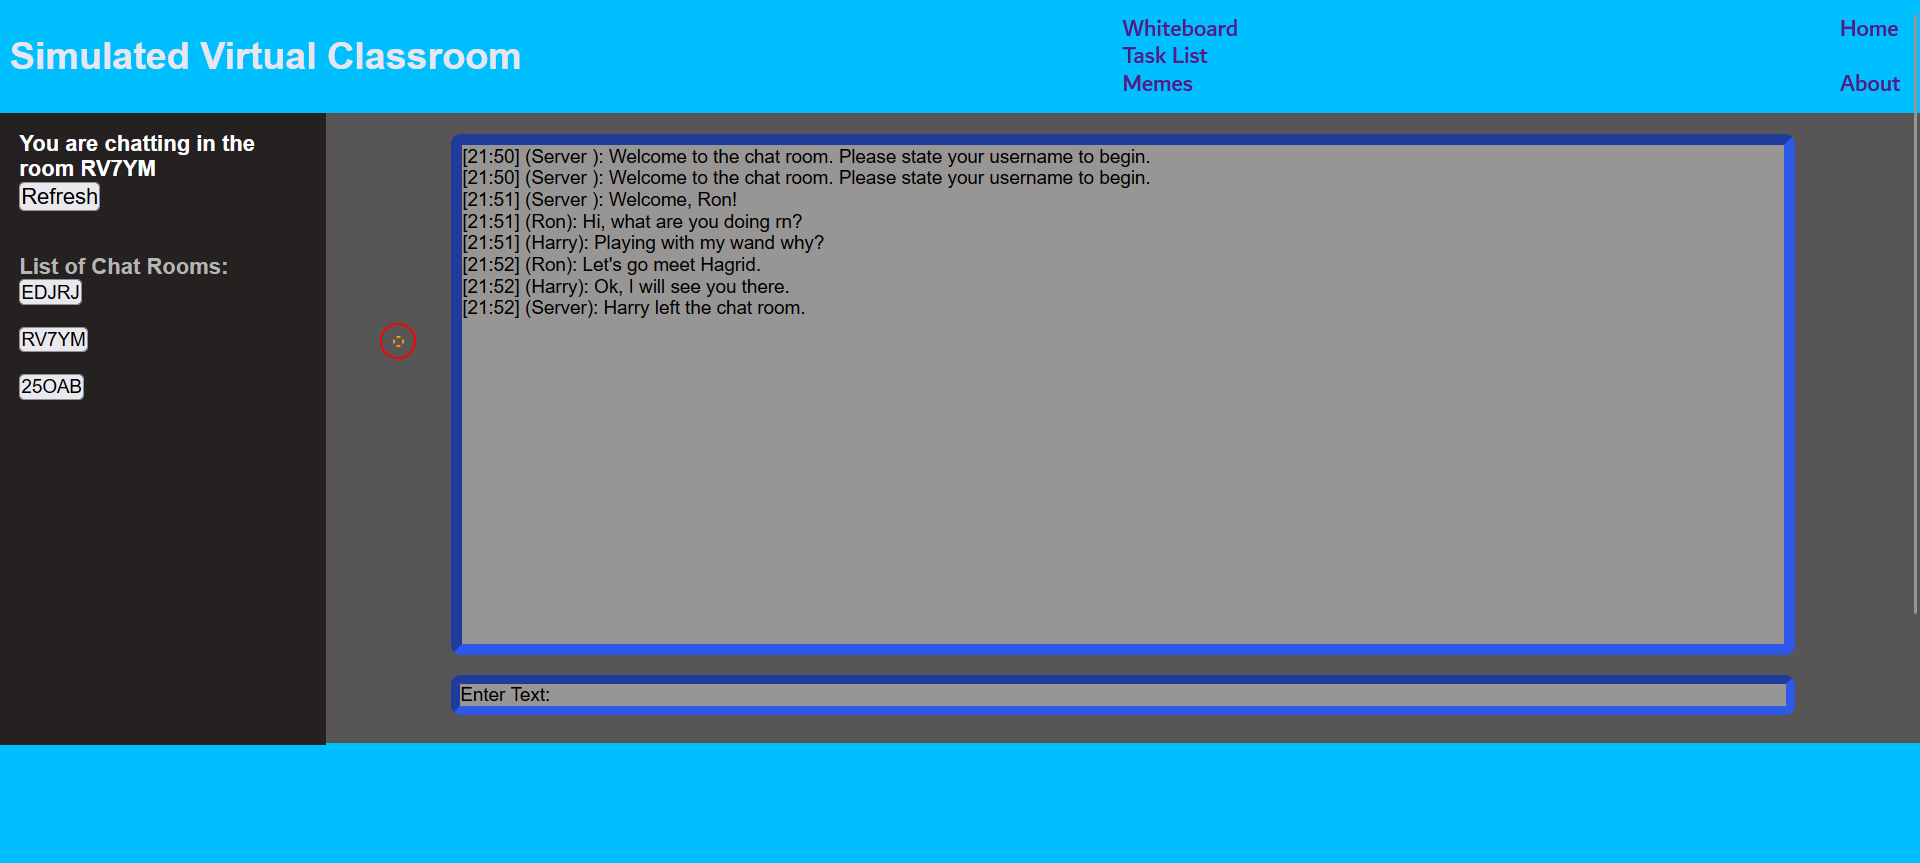 Simulated Virtual Classroom
Whiteboard
Task List
Memes
Home
About
You are chatting in the
room RV7YM
Refresh
List of Chat Rooms:
EDJRJ
RV7YM
25OAB
[21:50] (Server ): Welcome to the chat room. Please state your username to begin.
[21:50] (Server ): Welcome to the chat room. Please state your username to begin.
[21:51] (Server ): Welcome, Ron!
[21:51] (Ron): Hi, what are you doing rn?
[21:51] (Harry): Playing with my wand why?
[21:52] (Ron): Let's go meet Hagrid.
[21:52] (Harry): Ok, I will see you there.
[21:52] (Server): Harry left the chat room.
Enter Text: